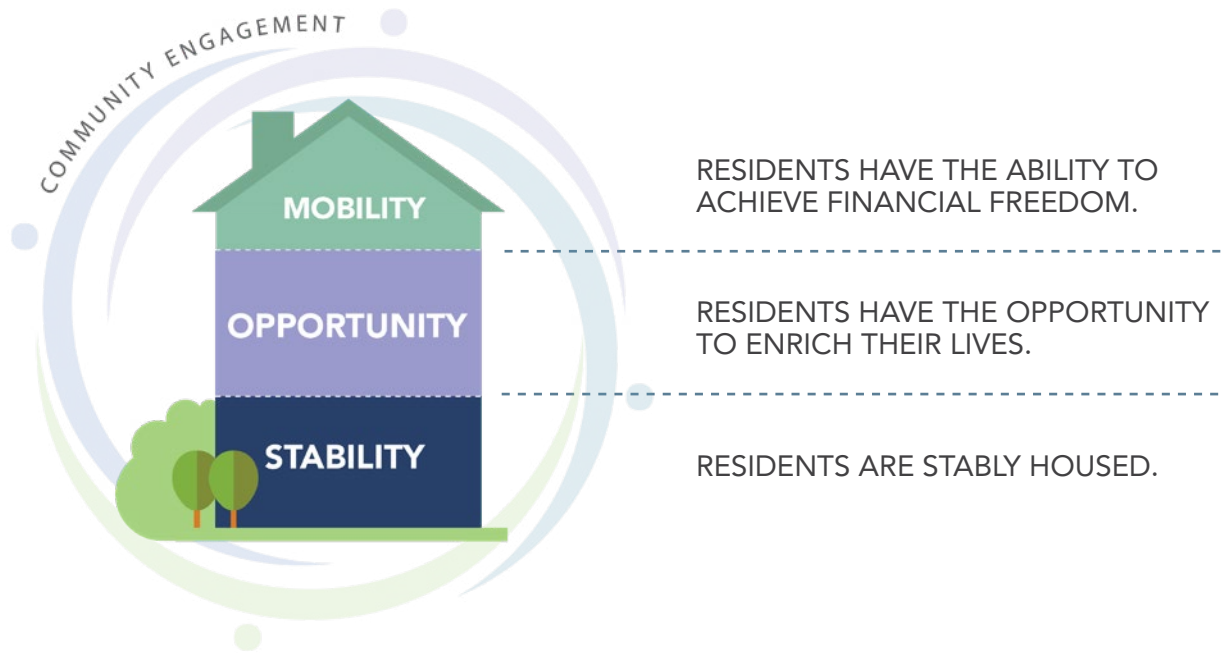 COMMUNITY ENGAGEMENT
MOBILITY
RESIDENTS HAVE THE ABILITY TO
ACHIEVE FINANCIAL FREEDOM.
OPPORTUNITY
RESIDENTS HAVE THE OPPORTUNITY
TO ENRICH THEIR LIVES.
STABILITY
RESIDENTS ARE STABLY HOUSED.